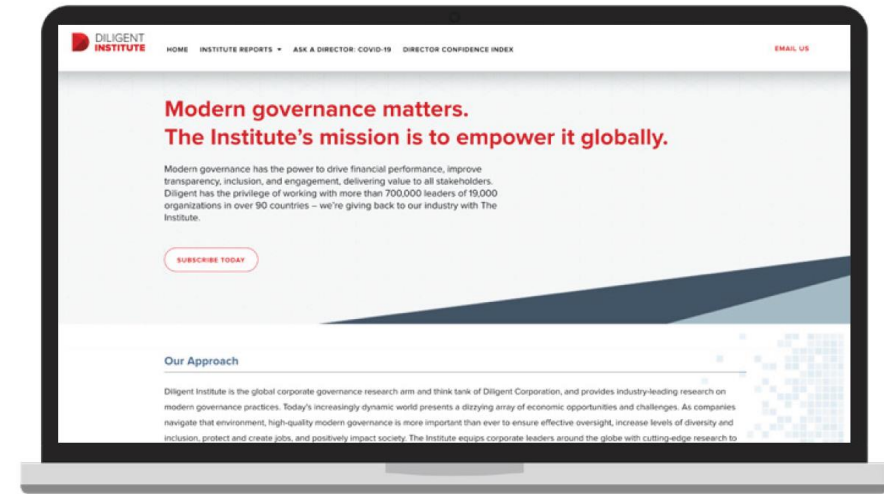 DILIGENT
INSTITUTE
HOME INSTITUTE REPORTS ASK A DIRECTOR: COVID-19 DIRECTOR CONFIDENCE INDEX EMAIL US
Modern governance matters.
The Institute's mission is to empower it globally.
Modern governance has the power to drive financial performance, improve
transparency, inclusion, and engagement, delivering value to all stakeholders.
Diligent has the privilege of working with more than 700,000 leaders of 19,000
organizations in over 90 countries – we're giving back to our industry with The
Institute.
SUBSCRIBE TODAY
Our Approach
Diligent Institute is the global corporate governance research arm and think tank of Diligent Corporation, and provides industry-leading research on
modern governance practices. Today's increasingly dynamic world presents a dizzying array of economic opportunities and challenges. As companies
navigate that environment, high-quality modern governance is more important than ever to ensure effective oversight, increase levels of diversity and
inclusion, protect and create jobs, and positively impact society. The Institute equips corporate leaders around the globe with cutting-edge research to